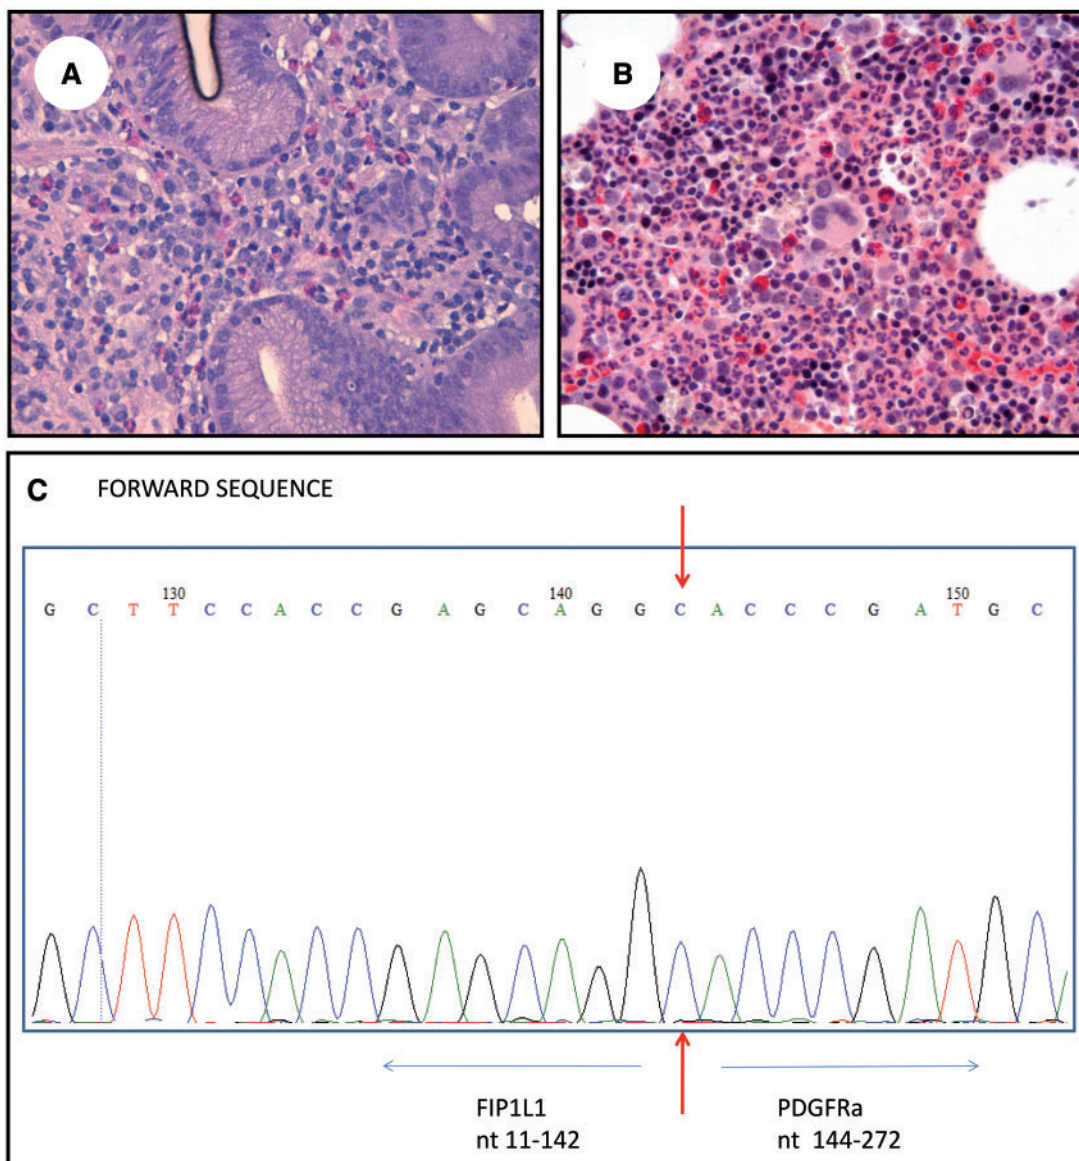 A
B
C FORWARD SEQUENCE
130 140 150
G C T T C C A C C G A G C A G G C A C C C G A T G C
FIP1L1 PDGFRa
nt 11-142 nt 144-272